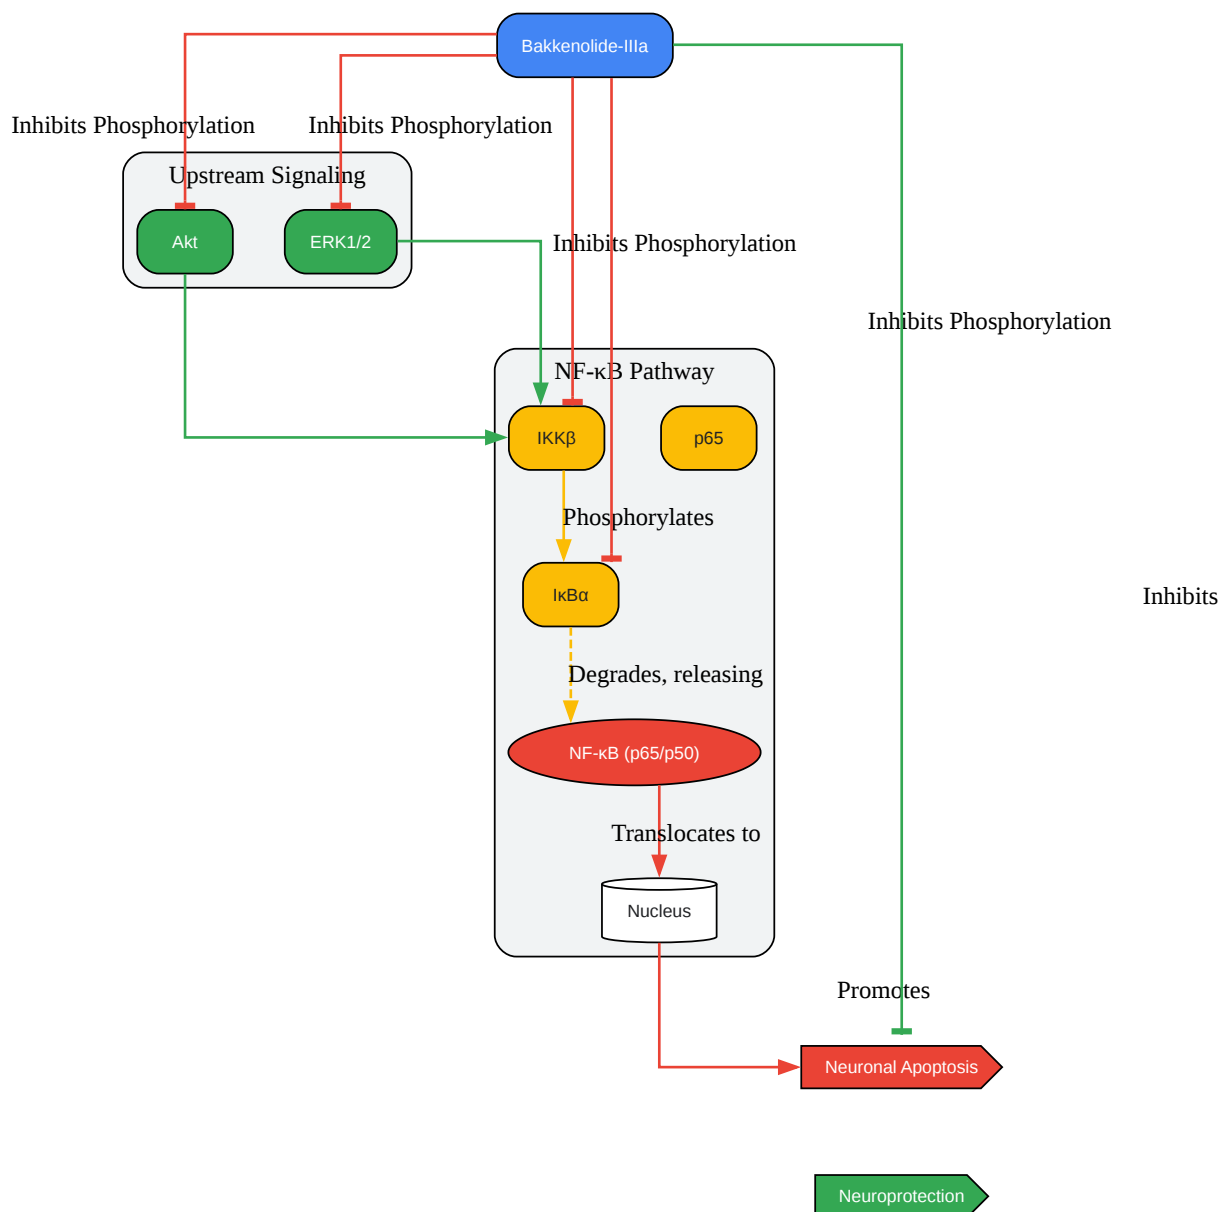 Bakkenolide-IIIa
Inhibits Phosphorylation
Inhibits Phosphorylation
Upstream Signaling
Akt
ERK1/2
Inhibits Phosphorylation
Inhibits Phosphorylation
NF-κB Pathway
IKKβ
p65
Phosphorylates
IκBα
Inhibits
Degrades, releasing
NF-κB (p65/p50)
Translocates to
Nucleus
Promotes
Neuronal Apoptosis
Neuroprotection